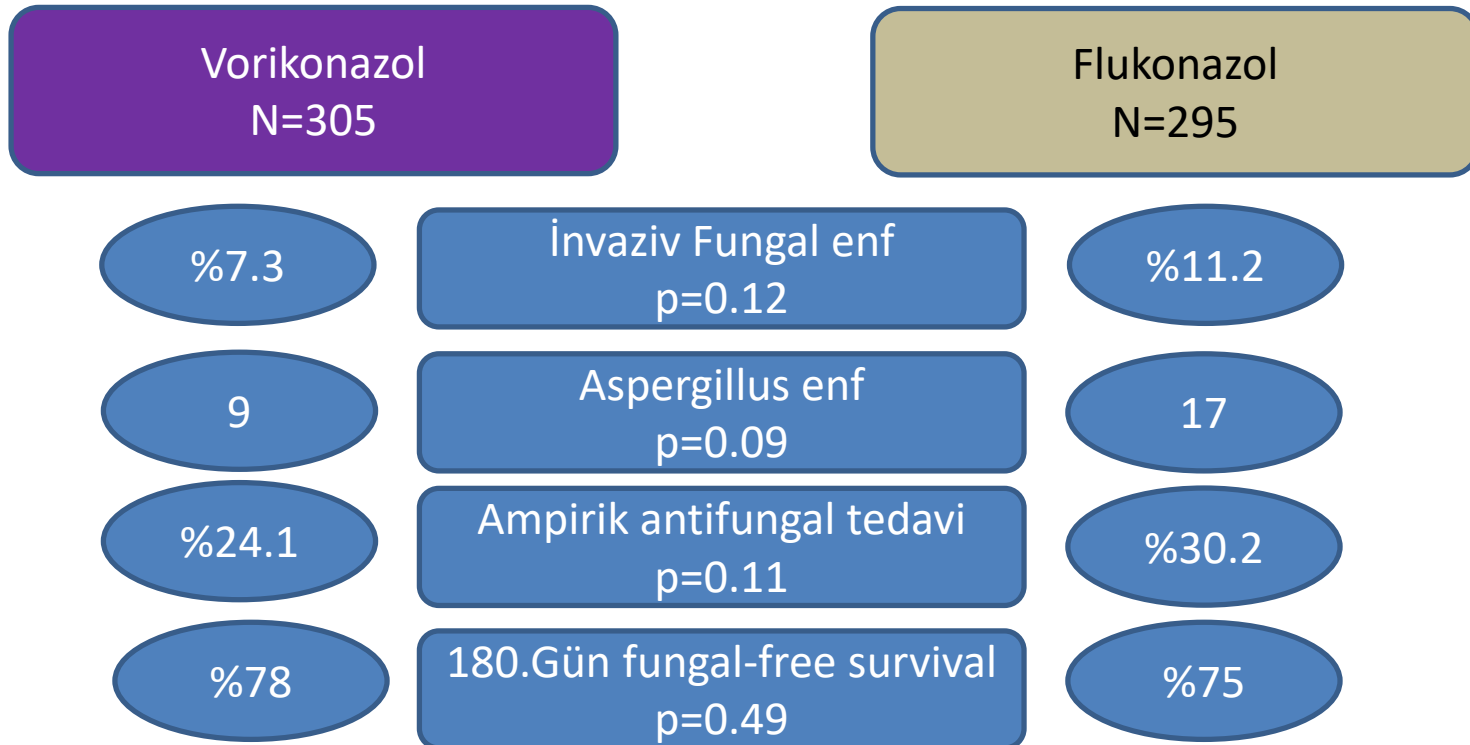 Vorikonazol
N=305
Flukonazol
N=295
%7.3
İnvaziv Fungal enf
p=0.12
%11.2
9
Aspergillus enf
p=0.09
17
%24.1
Ampirik antifungal tedavi
p=0.11
%30.2
%78
180.Gün fungal-free survival
p=0.49
%75